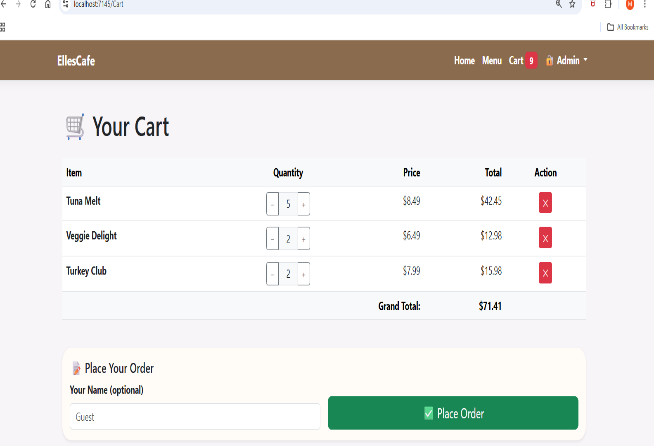 localhost:7145/Cart
All Bookmarks
EllesCafe Home Menu Cart 9 Admin
Your Cart
Item Quantity Price Total Action
Tuna Melt - 5 + $8.49 $42.45 X
Veggie Delight - 2 + $6.49 $12.98 X
Turkey Club - 2 + $7.99 $15.98 X
Grand Total: $71.41
Place Your Order
Your Name (optional)
Guest Place Order